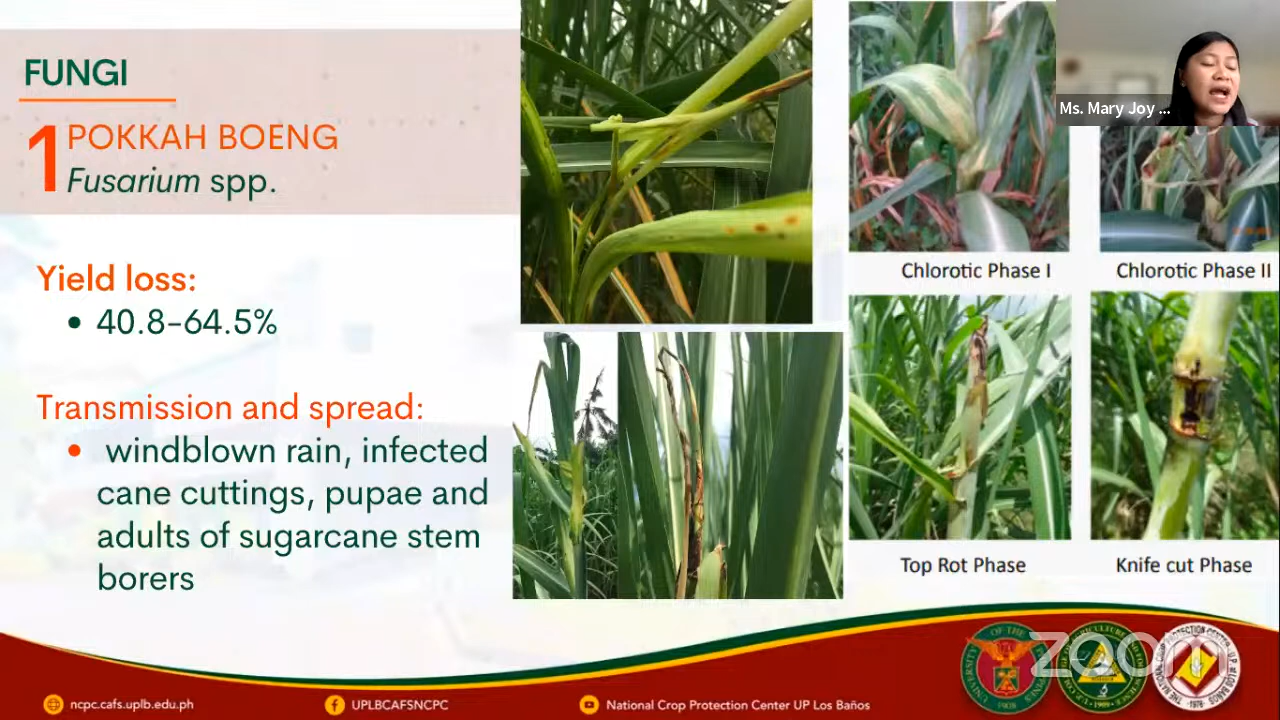 FUNGI
1
POKKAH BOENG
Fusarium spp.
Yield loss:
• 40.8-64.5%
Transmission and spread:
• windblown rain, infected
cane cuttings, pupae and
adults of sugarcane stem
borers
Ms. Mary Joy ...
Chlorotic Phase I
Chlorotic Phase II
Top Rot Phase
Knife cut Phase
zoom
ncpc.cafs.uplb.edu.ph
UPLBCAFSNCPC
National Crop Protection Center UP Los Baños